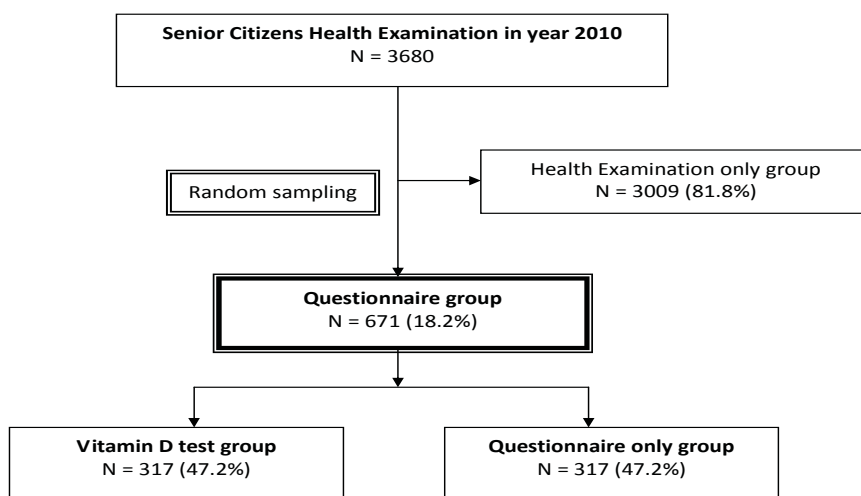 Senior Citizens Health Examination in year 2010
N = 3680
Health Examination only group
N = 3009 (81.8%)
Random sampling
Questionnaire group
N = 671 (18.2%)
Vitamin D test group
N = 317 (47.2%)
Questionnaire only group
N = 317 (47.2%)